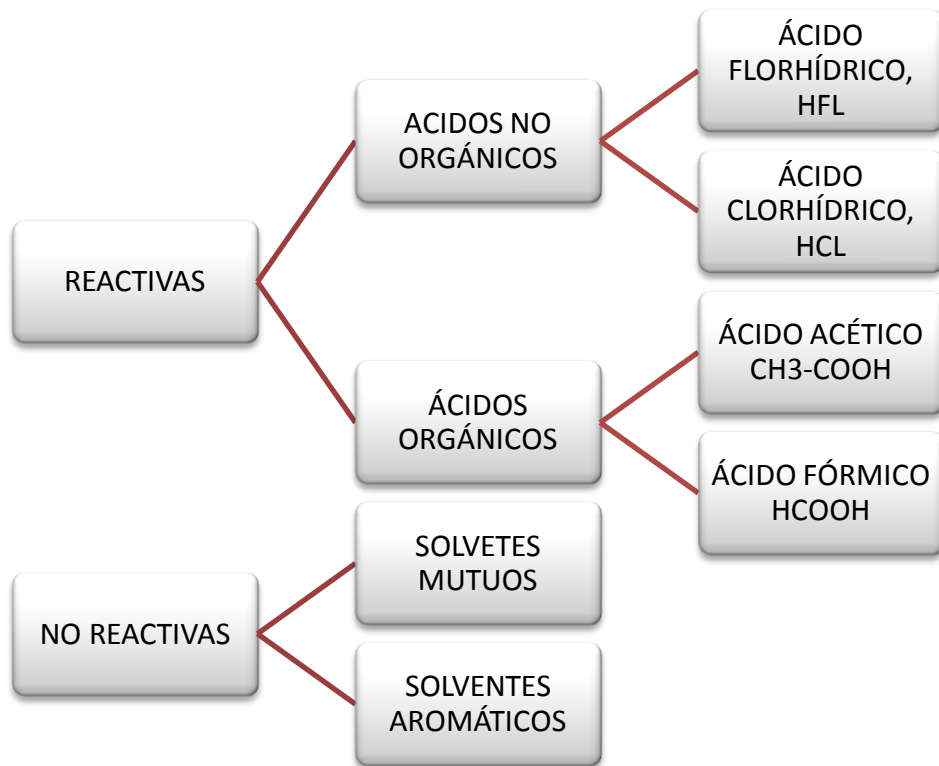 REACTIVAS
ACIDOS NO
ORGÁNICOS
ÁCIDO
FLORHÍDRICO,
HFL
ÁCIDO
CLORHÍDRICO,
HCL
ÁCIDOS
ORGÁNICOS
ÁCIDO ACÉTICO
CH3-COOH
ÁCIDO FÓRMICO
HCOOH
NO REACTIVAS
SOLVETES
MUTUOS
SOLVENTES
AROMÁTICOS